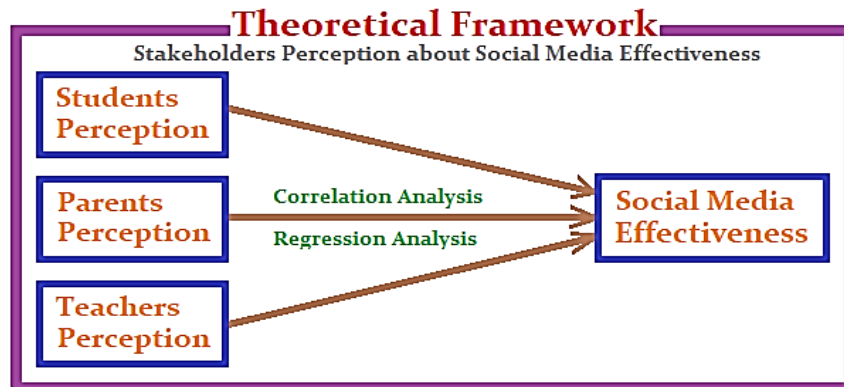 Theoretical Framework
Stakeholders Perception about Social Media Effectiveness
Students
Perception
Parents
Perception
Teachers
Perception
Correlation Analysis
Regression Analysis
Social Media
Effectiveness